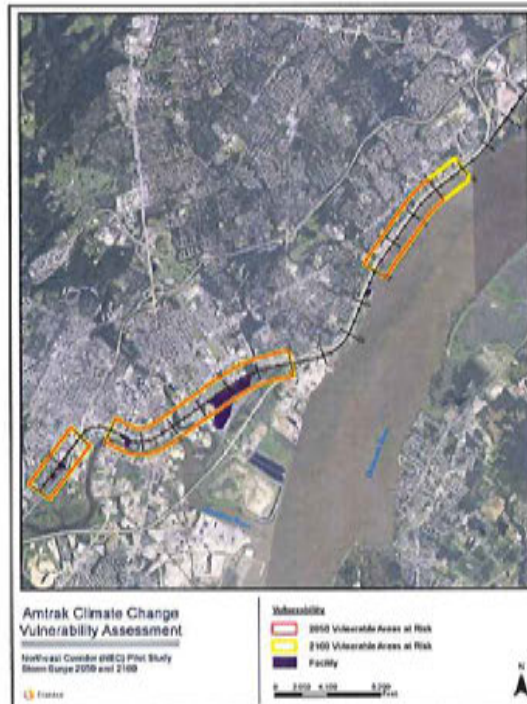 Amtrak Climate Change
Vulnerability Assessment
Northeast Corridor (NEC) Pilot Study
Storm Surge 2050 and 2100
Vulnerability
2050 Vulnerable Areas at Risk
2100 Vulnerable Areas at Risk
Facility
Feet
N